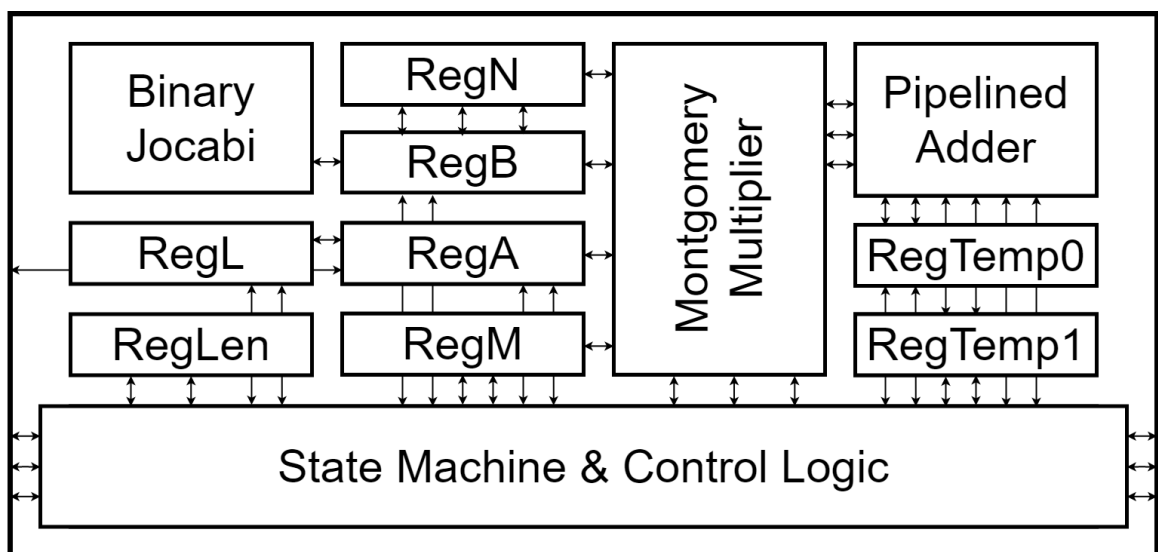 Binary
Jocabi
RegN
RegB
RegL
RegA
RegLen
RegM
Montgomery
Multiplier
Pipelined
Adder
RegTemp0
RegTemp1
State Machine & Control Logic